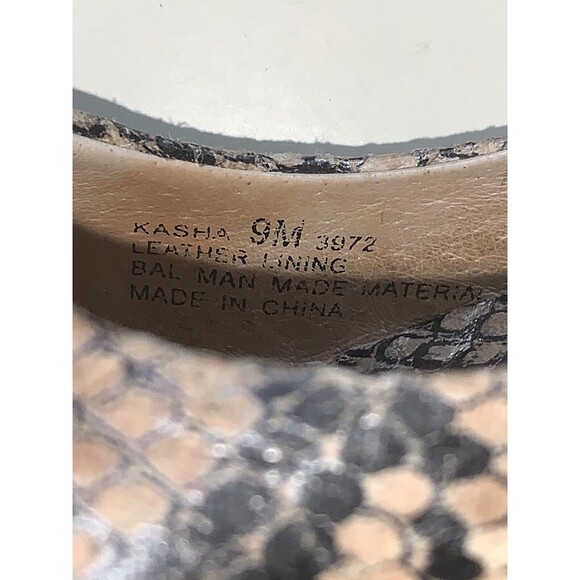 KASHA 9M 3972
LEATHER LINING
BAL MAN MADE MATERIAL
MADE IN CHINA